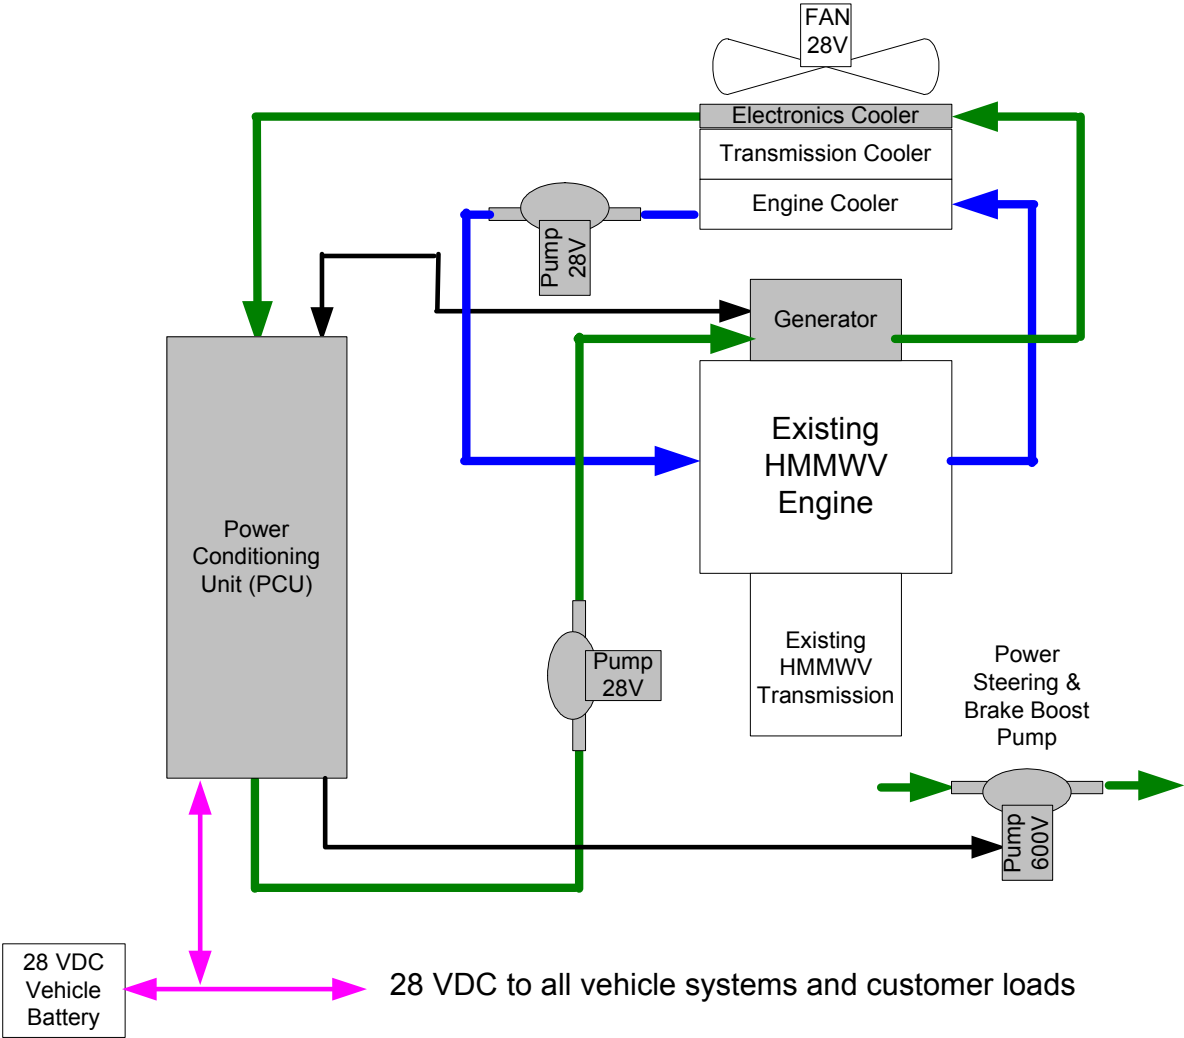 FAN
28V
Electronics Cooler
Transmission Cooler
Engine Cooler
Pump
28V
Generator
Existing
HMMWV
Engine
Power
Conditioning
Unit (PCU)
Pump
28V
Existing
HMMWV
Transmission
Power
Steering &
Brake Boost
Pump
Pump
600V
28 VDC
Vehicle
Battery
28 VDC to all vehicle systems and customer loads